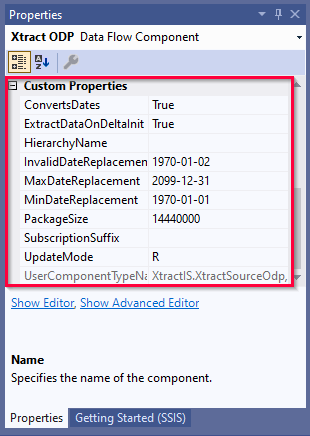 Properties
Xtract ODP Data Flow Component
Custom Properties
ConvertsDates True
ExtractDataOnDeltaInit True
HierarchyName
InvalidDateReplacemen 1970-01-02
MaxDateReplacement 2099-12-31
MinDateReplacement 1970-01-01
PackageSize 14440000
SubscriptionSuffix
UpdateMode R
UserComponentTypeNa XtractIS.XtractSourceOdp,
Show Editor, Show Advanced Editor
Name
Specifies the name of the component.
Properties Getting Started (SSIS)